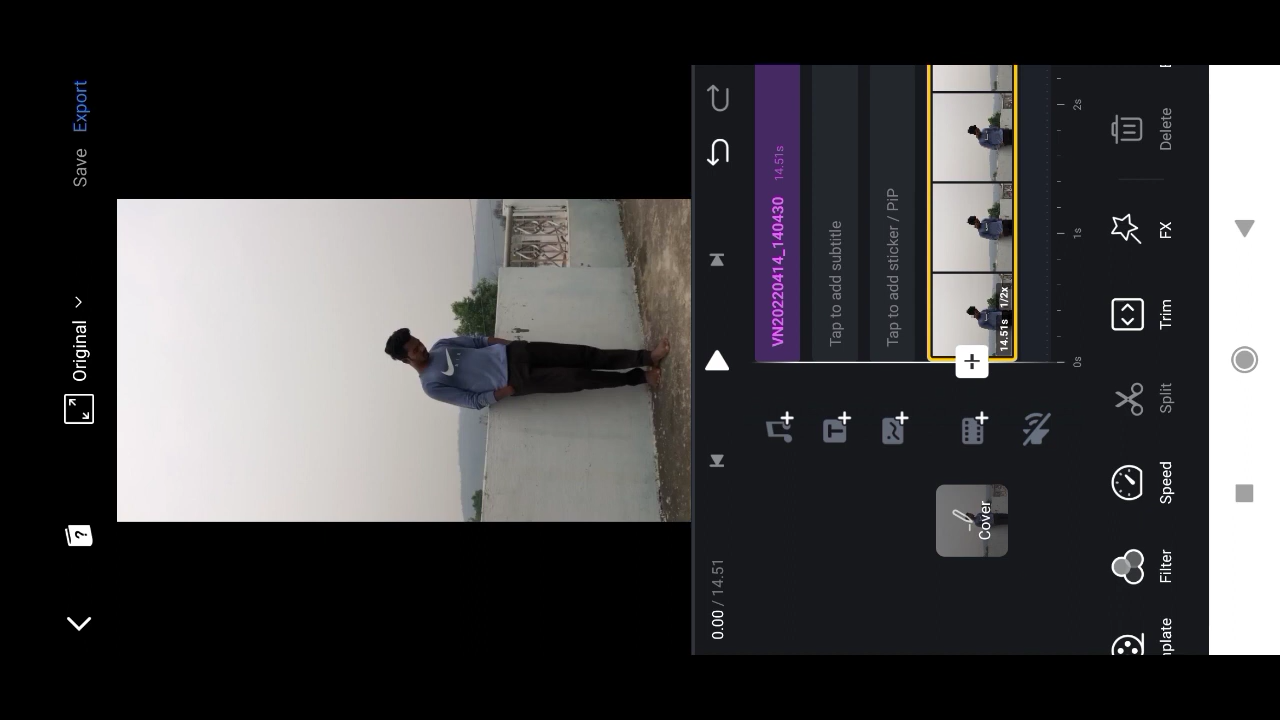 Original
Save
Export
0.00 / 14.51
VN20220414_140430 14.51s
Tap to add subtitle
Tap to add sticker / PiP
Cover
14.51s 1/2x
0s 1s 2s
plate
Filter
Speed
Split
Trim
FX
Delete